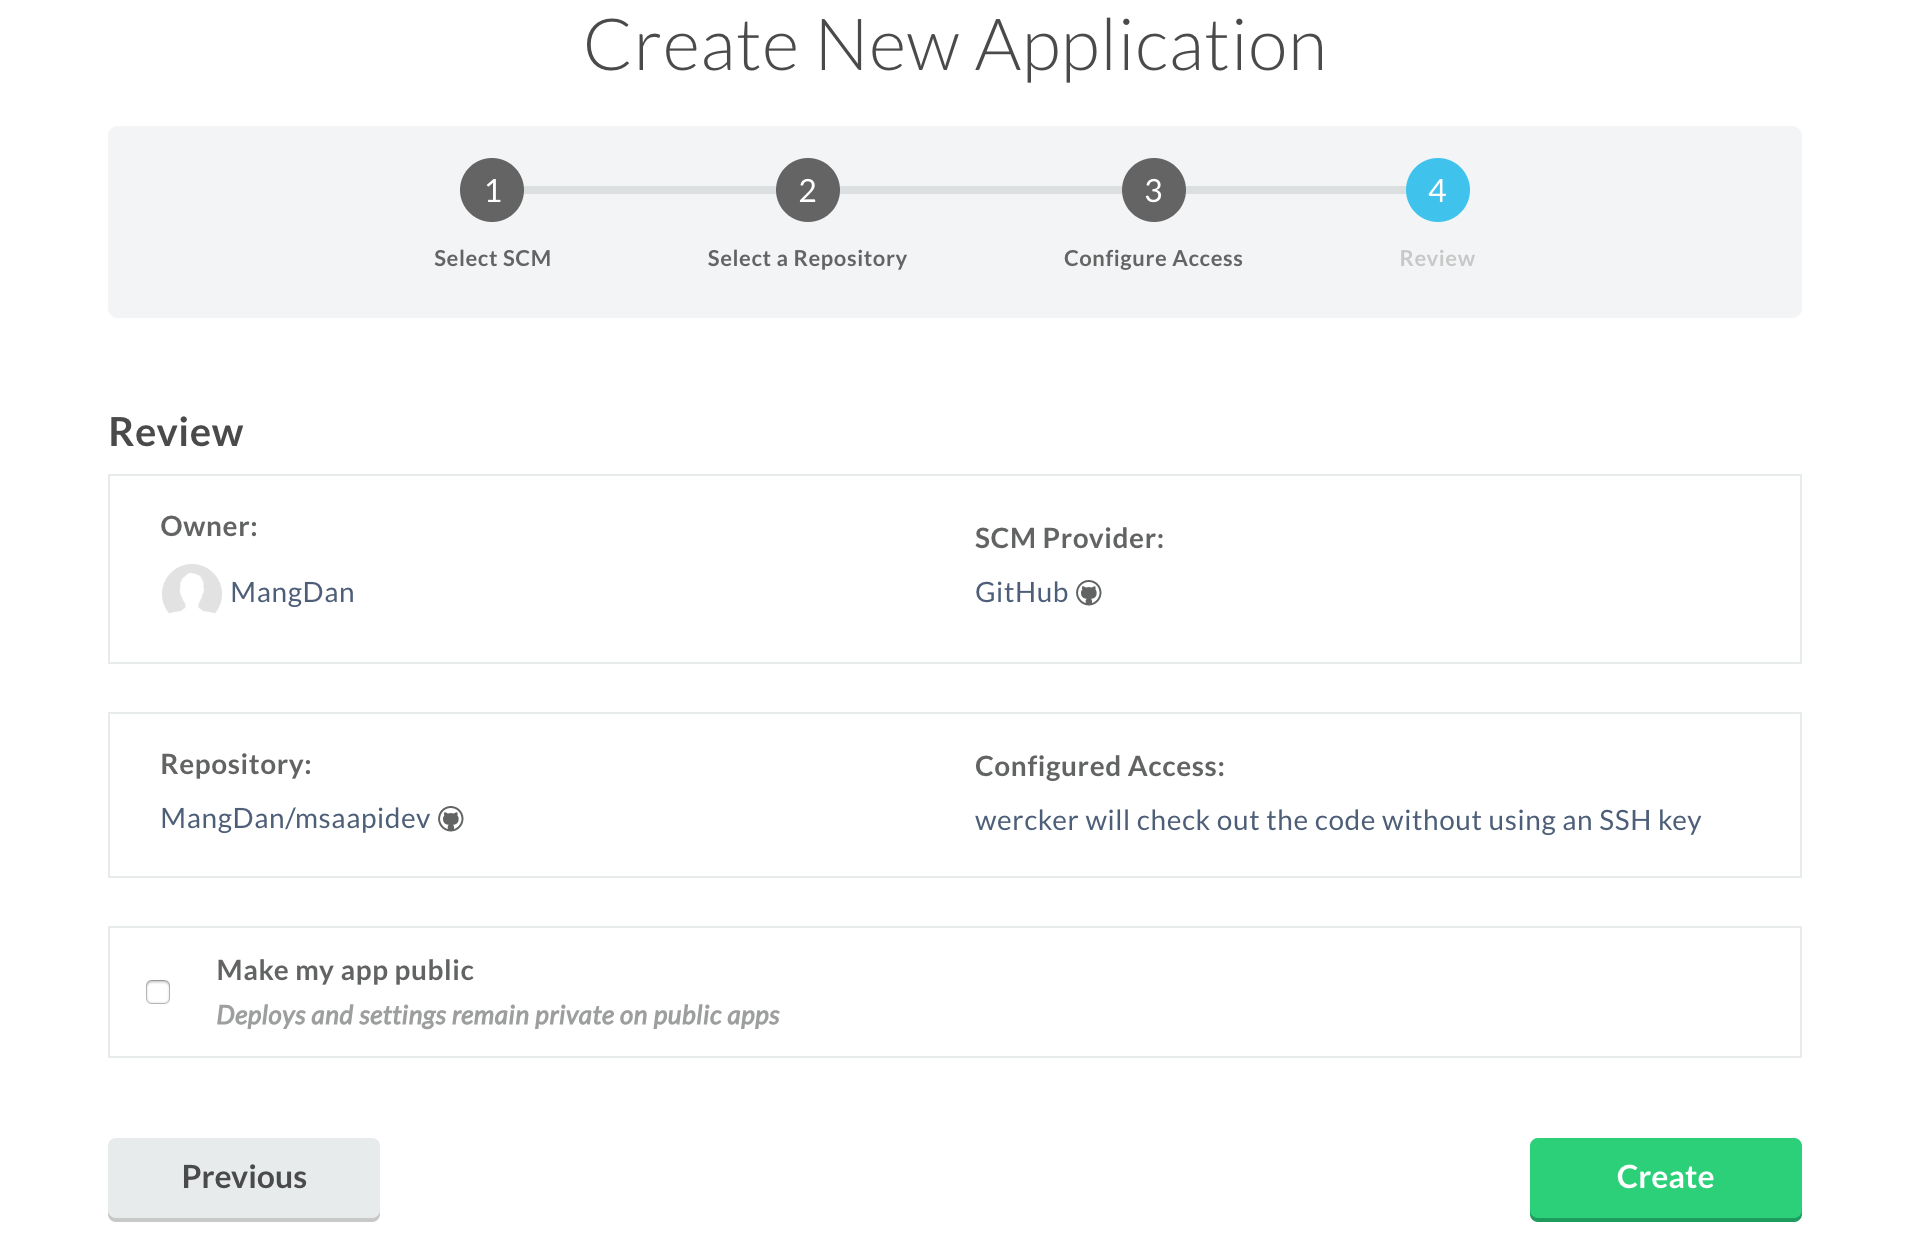 Create New Application
1 2 3 4
Select SCM Select a Repository Configure Access Review
Review
Owner:
MangDan
SCM Provider:
GitHub
Repository:
MangDan/msaapidev
Configured Access:
wercker will check out the code without using an SSH key
Make my app public
Deploys and settings remain private on public apps
Previous
Create